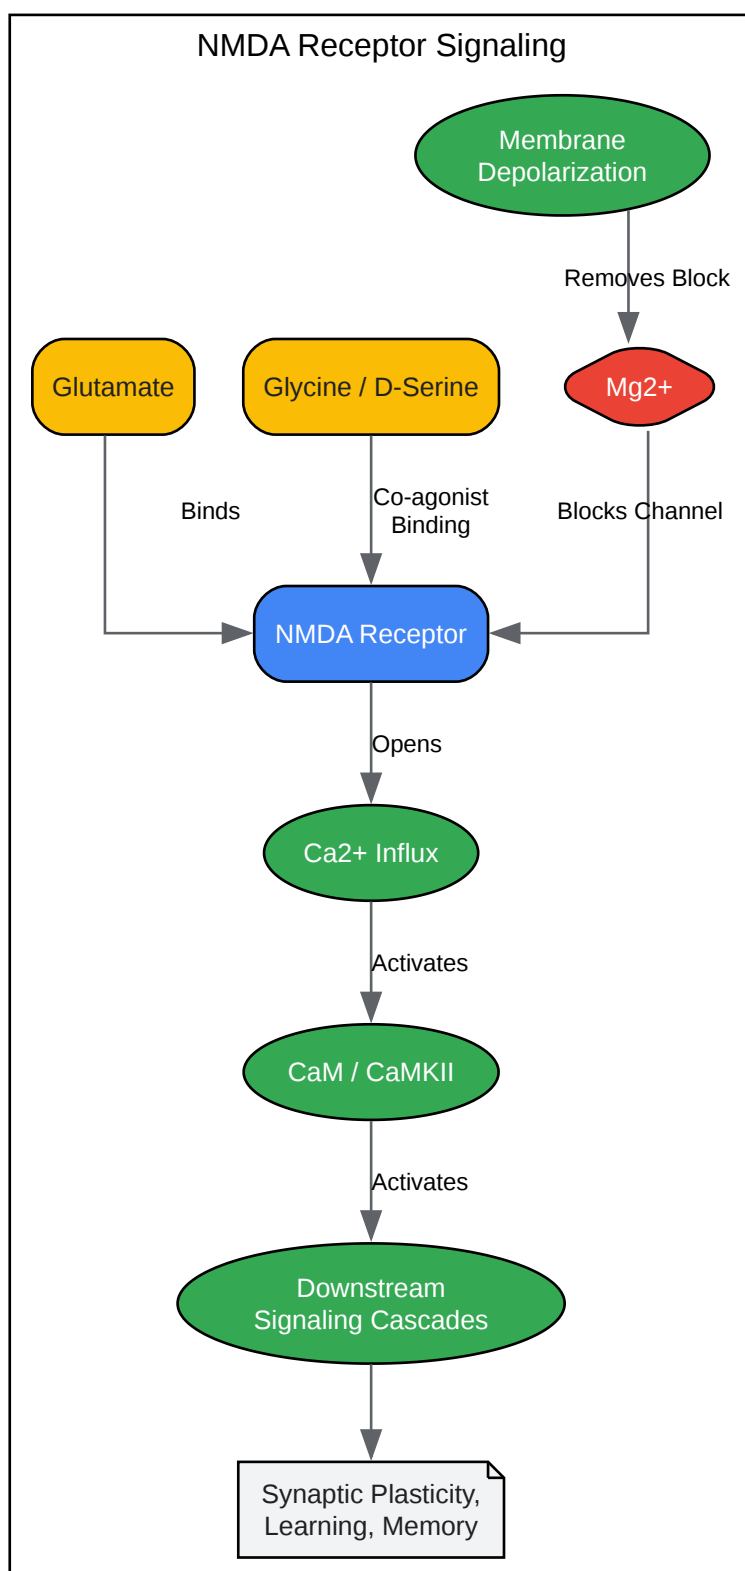 NMDA Receptor Signaling
Membrane
Depolarization
Removes Block
Glutamate
Glycine / D-Serine
Mg2+
Binds
Co-agonist
Binding
Blocks Channel
NMDA Receptor
Opens
Ca2+ Influx
Activates
CaM / CaMKII
Activates
Downstream
Signaling Cascades
Synaptic Plasticity,
Learning, Memory